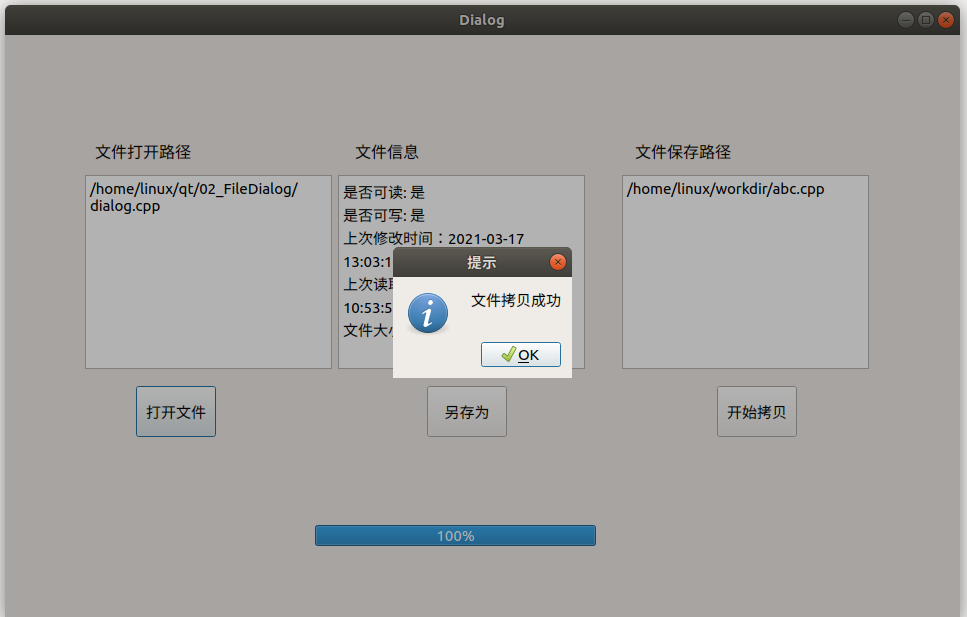 Dialog
文件打开路径
文件信息
文件保存路径
/home/linux/qt/02_FileDialog/
dialog.cpp
是否可读: 是
是否可写: 是
上次修改时间：2021-03-17
13:03:1
上次读
10:53:5
文件大
/home/linux/workdir/abc.cpp
提示
文件拷贝成功
OK
打开文件
另存为
开始拷贝
100%